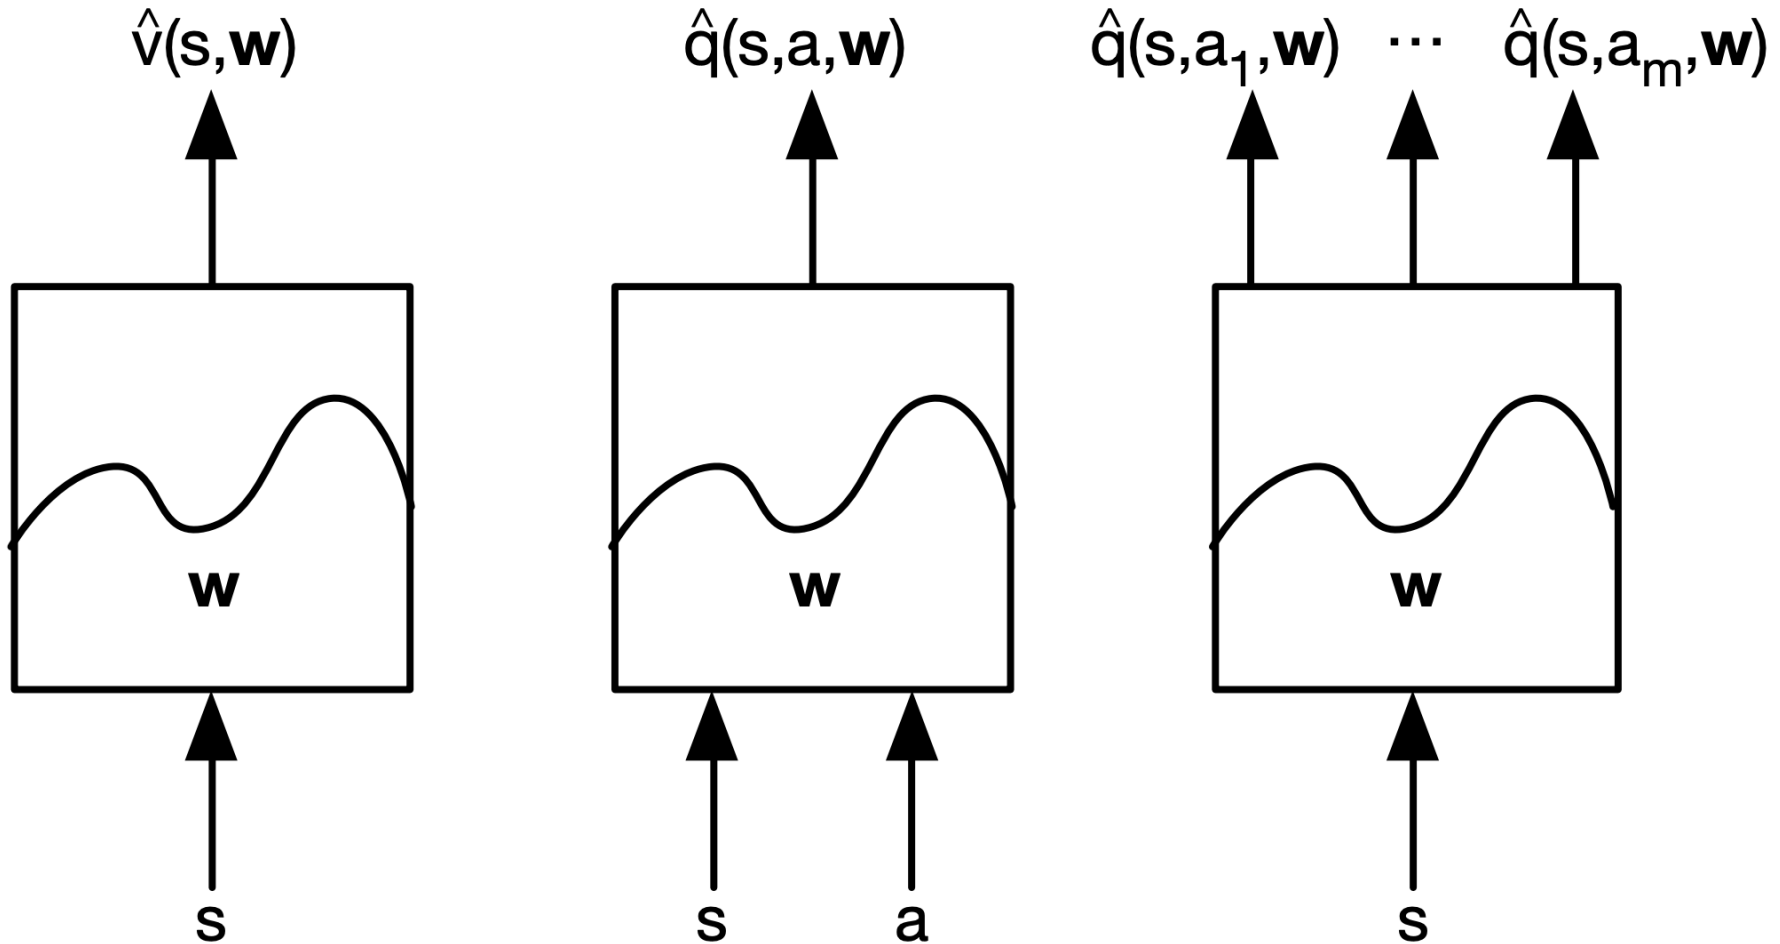 v̂(s,w) q̂(s,a,w) q̂(s,a₁,w) ··· q̂(s,aₘ,w)
w w w
s s a s